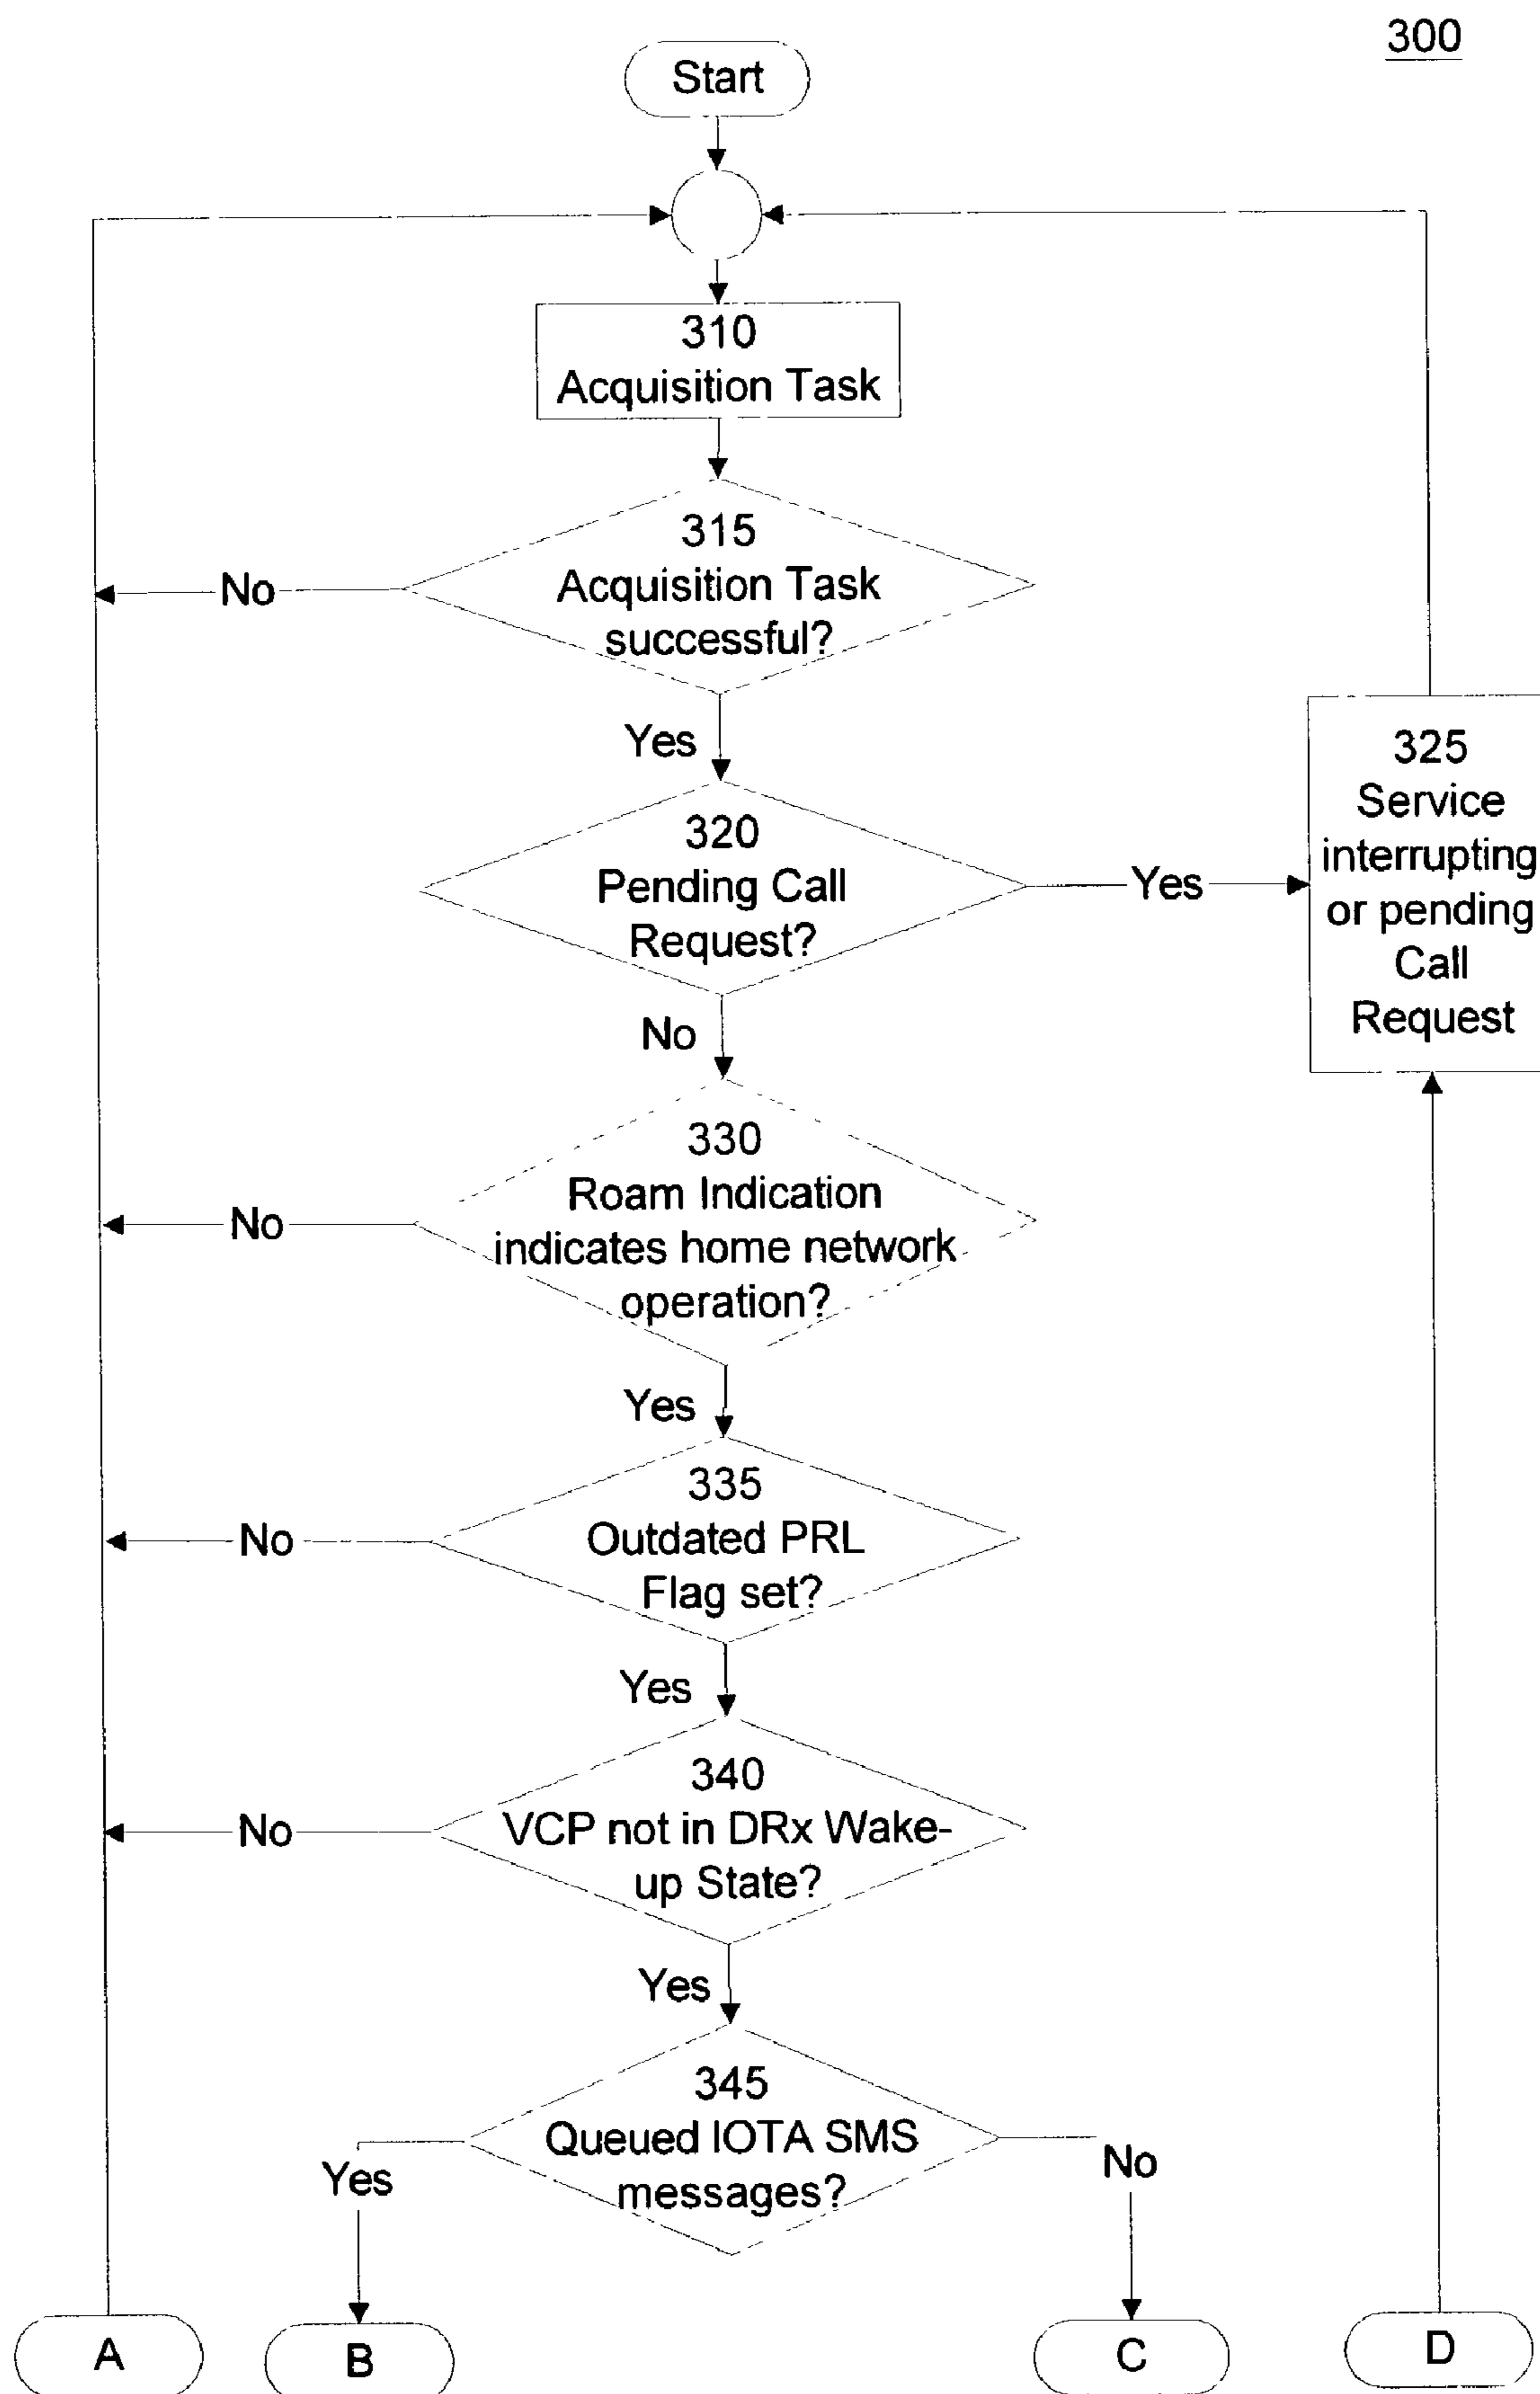 300
Start
310
Acquisition Task
315
Acquisition Task
successful?
No
Yes
320
Pending Call
Request?
Yes
325
Service
interrupting
or pending
Call
Request
No
330
Roam Indication
indicates home network
operation?
No
Yes
335
Outdated PRL
Flag set?
No
Yes
340
VCP not in DRx Wake-
up State?
No
Yes
345
Queued IOTA SMS
messages?
Yes
No
A
B
C
D